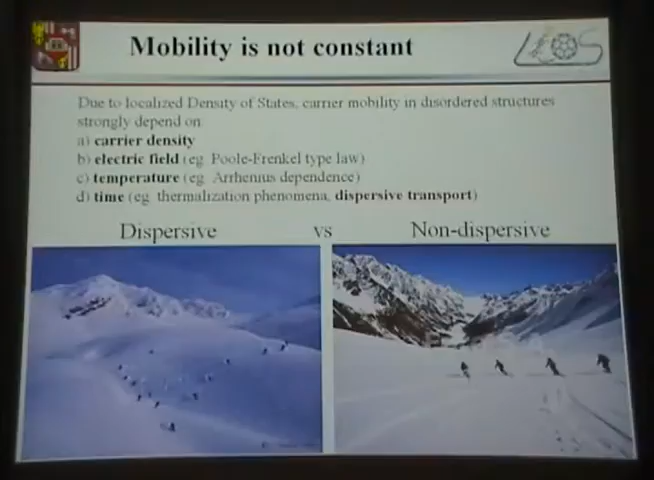 Mobility is not constant
Due to localized Density of States, carrier mobility in disordered structures
strongly depend on
a) carrier density
b) electric field (eg. Poole-Frenkel type law)
c) temperature (eg. Arrhenius dependence)
d) time (eg. thermalization phenomena, dispersive transport)
Dispersive vs Non-dispersive